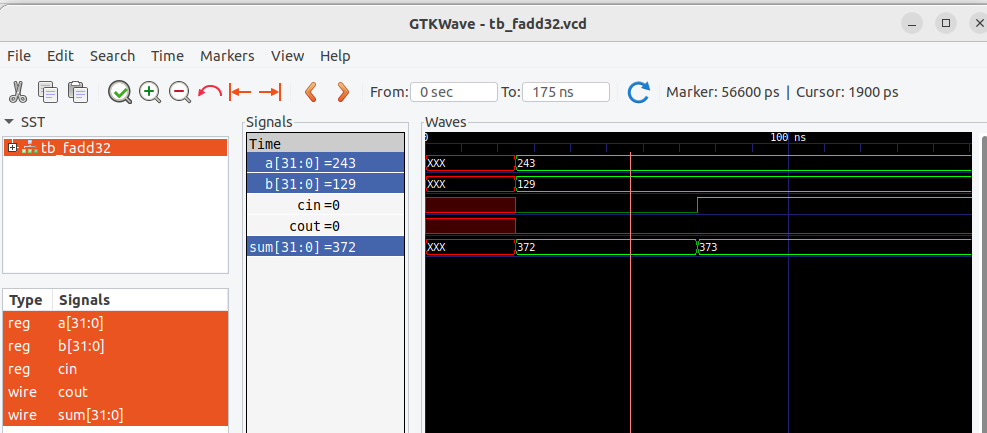 GTKWave - tb_fadd32.vcd
File Edit Search Time Markers View Help
From: 0 sec To: 175 ns Marker: 56600 ps | Cursor: 1900 ps
SST
tb_fadd32
Type Signals
reg a[31:0]
reg b[31:0]
reg cin
wire cout
wire sum[31:0]
Signals
Time
a[31:0] =243
b[31:0] =129
cin =0
cout =0
sum[31:0] =372
Waves
0 100 ns
XXX 243
XXX 129
XXX 372 373